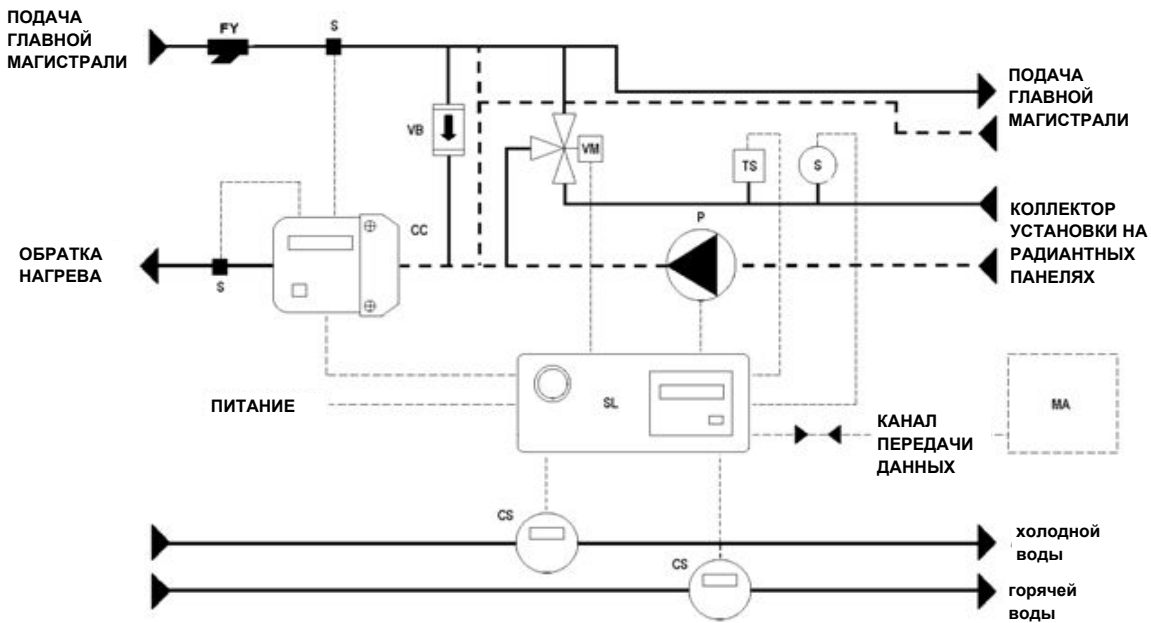 ПОДАЧА
ГЛАВНОЙ
МАГИСТРАЛИ
FY
S
VB
VM
TS
S
ПОДАЧА
ГЛАВНОЙ
МАГИСТРАЛИ
ОБРАТКА
НАГРЕВА
S
CC
P
КОЛЛЕКТОР
УСТАНОВКИ НА
РАДИАНТНЫХ
ПАНЕЛЯХ
ПИТАНИЕ
SL
КАНАЛ
ПЕРЕДАЧИ
ДАННЫХ
MA
CS
холодной
воды
CS
горячей
воды